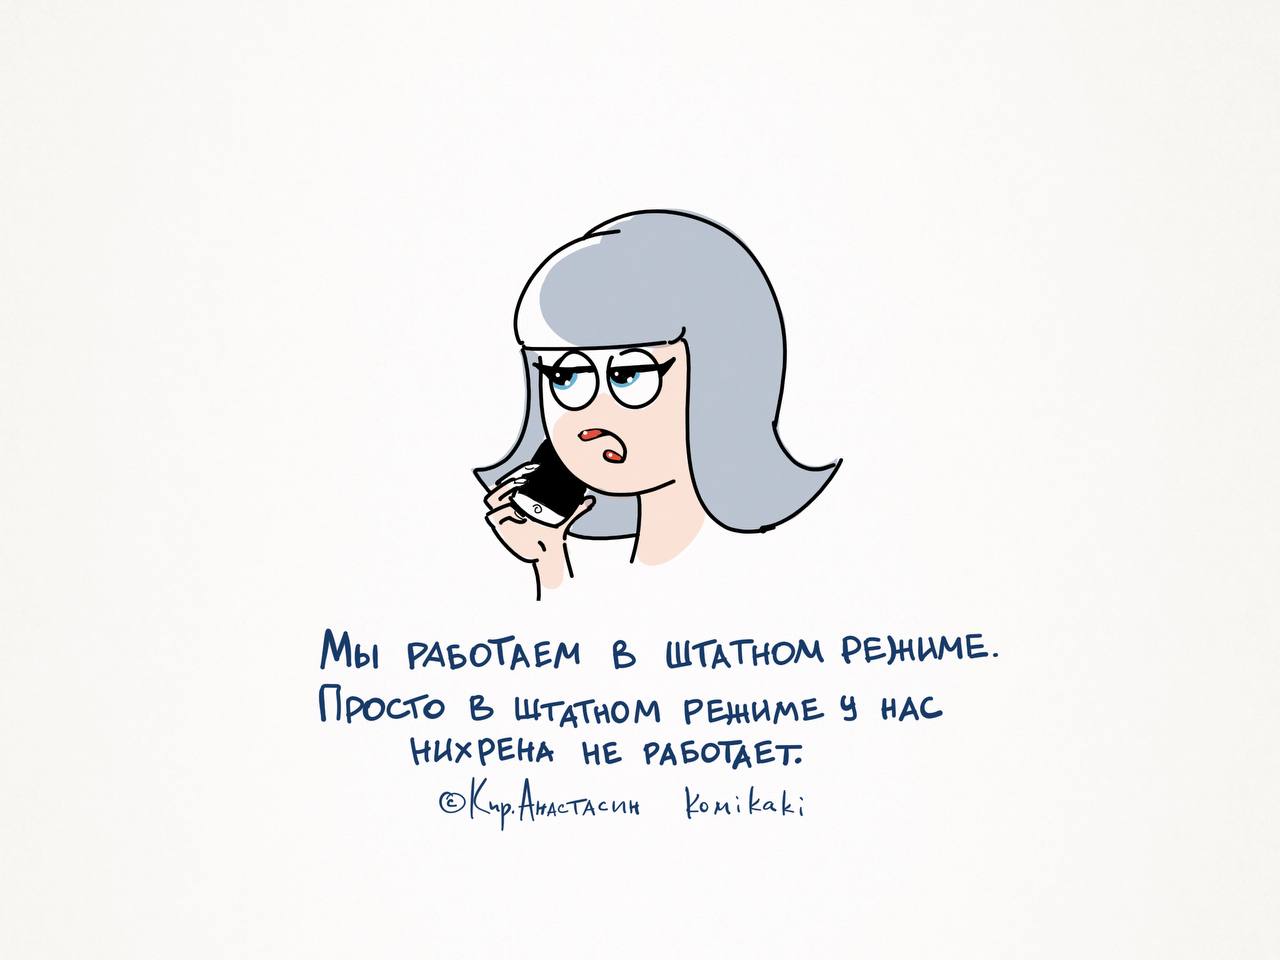 Мы работаем в штатном режиме.
Просто в штатном режиме у нас
нихрена не работает.
©Кир.Анастасин komikaki